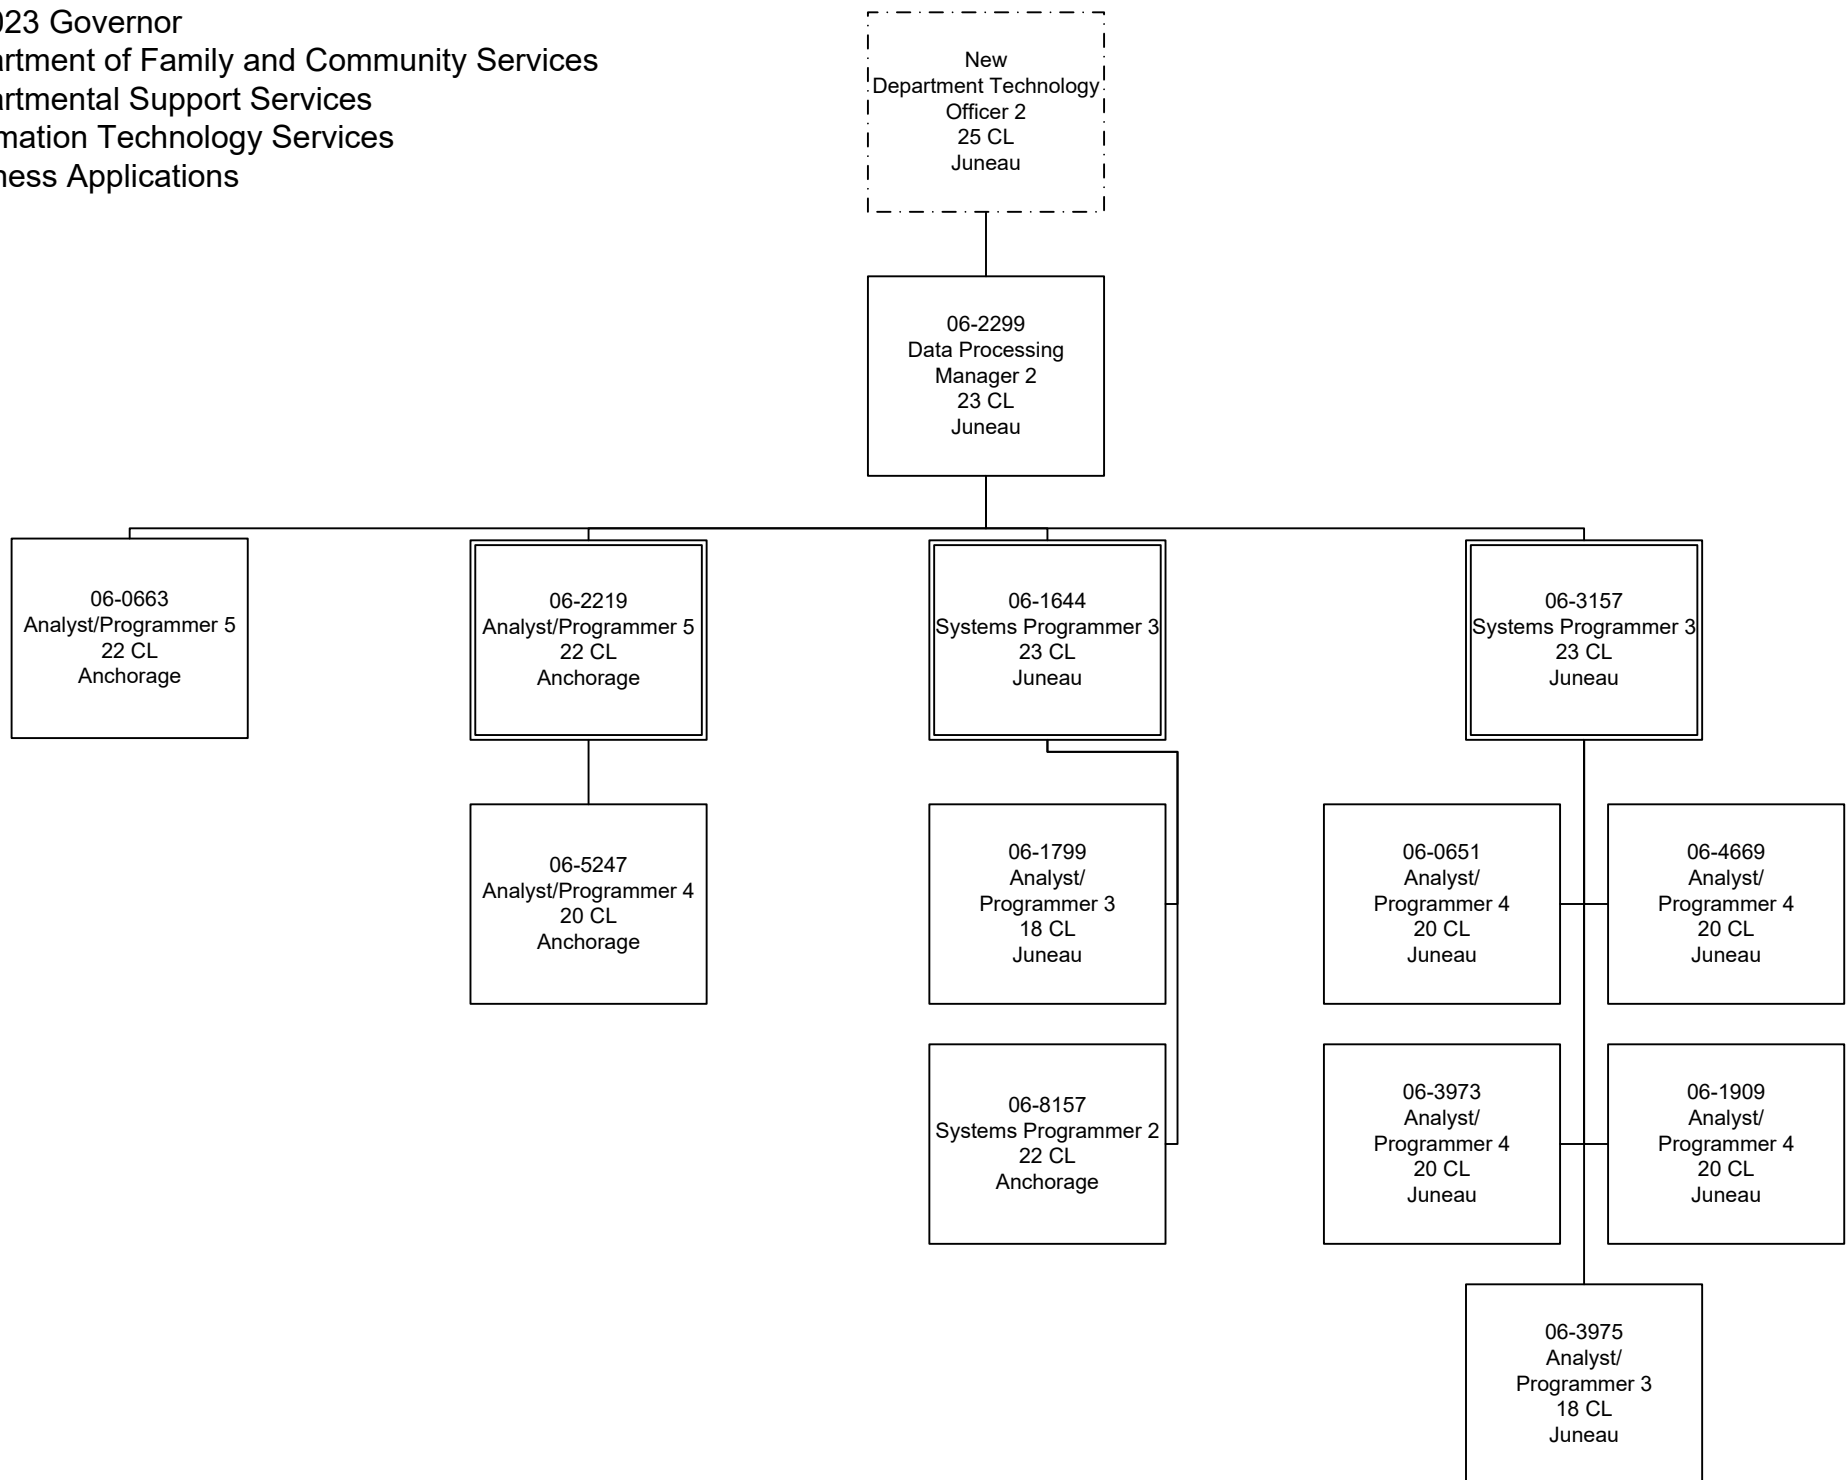 023 Governor
artment of Family and Community Services
artmental Support Services
mation Technology Services
ness Applications
New
Department Technology
Officer 2
25 CL
Juneau
06-2299
Data Processing
Manager 2
23 CL
Juneau
06-0663
Analyst/Programmer 5
22 CL
Anchorage
06-2219
Analyst/Programmer 5
22 CL
Anchorage
06-1644
Systems Programmer 3
23 CL
Juneau
06-3157
Systems Programmer 3
23 CL
Juneau
06-5247
Analyst/Programmer 4
20 CL
Anchorage
06-1799
Analyst/
Programmer 3
18 CL
Juneau
06-0651
Analyst/
Programmer 4
20 CL
Juneau
06-4669
Analyst/
Programmer 4
20 CL
Juneau
06-8157
Systems Programmer 2
22 CL
Anchorage
06-3973
Analyst/
Programmer 4
20 CL
Juneau
06-1909
Analyst/
Programmer 4
20 CL
Juneau
06-3975
Analyst/
Programmer 3
18 CL
Juneau